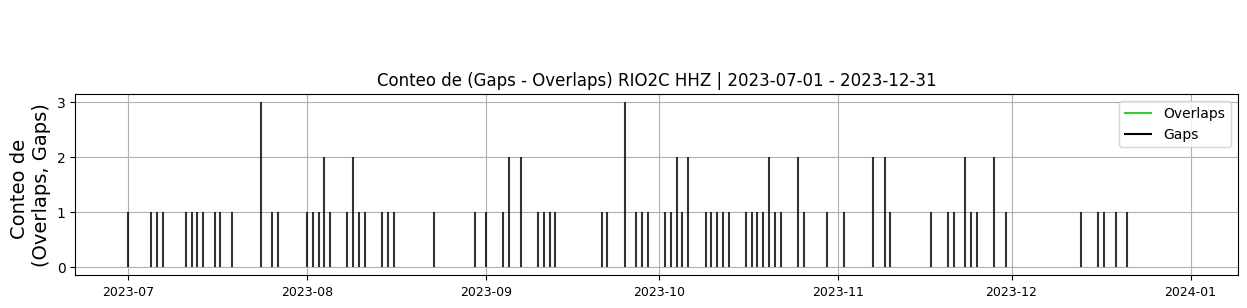 Conteo de (Gaps - Overlaps) RIO2C HHZ | 2023-07-01 - 2023-12-31
Conteo de
(Overlaps, Gaps)
3
2
1
0
Overlaps
Gaps
2023-07
2023-08
2023-09
2023-10
2023-11
2023-12
2024-01